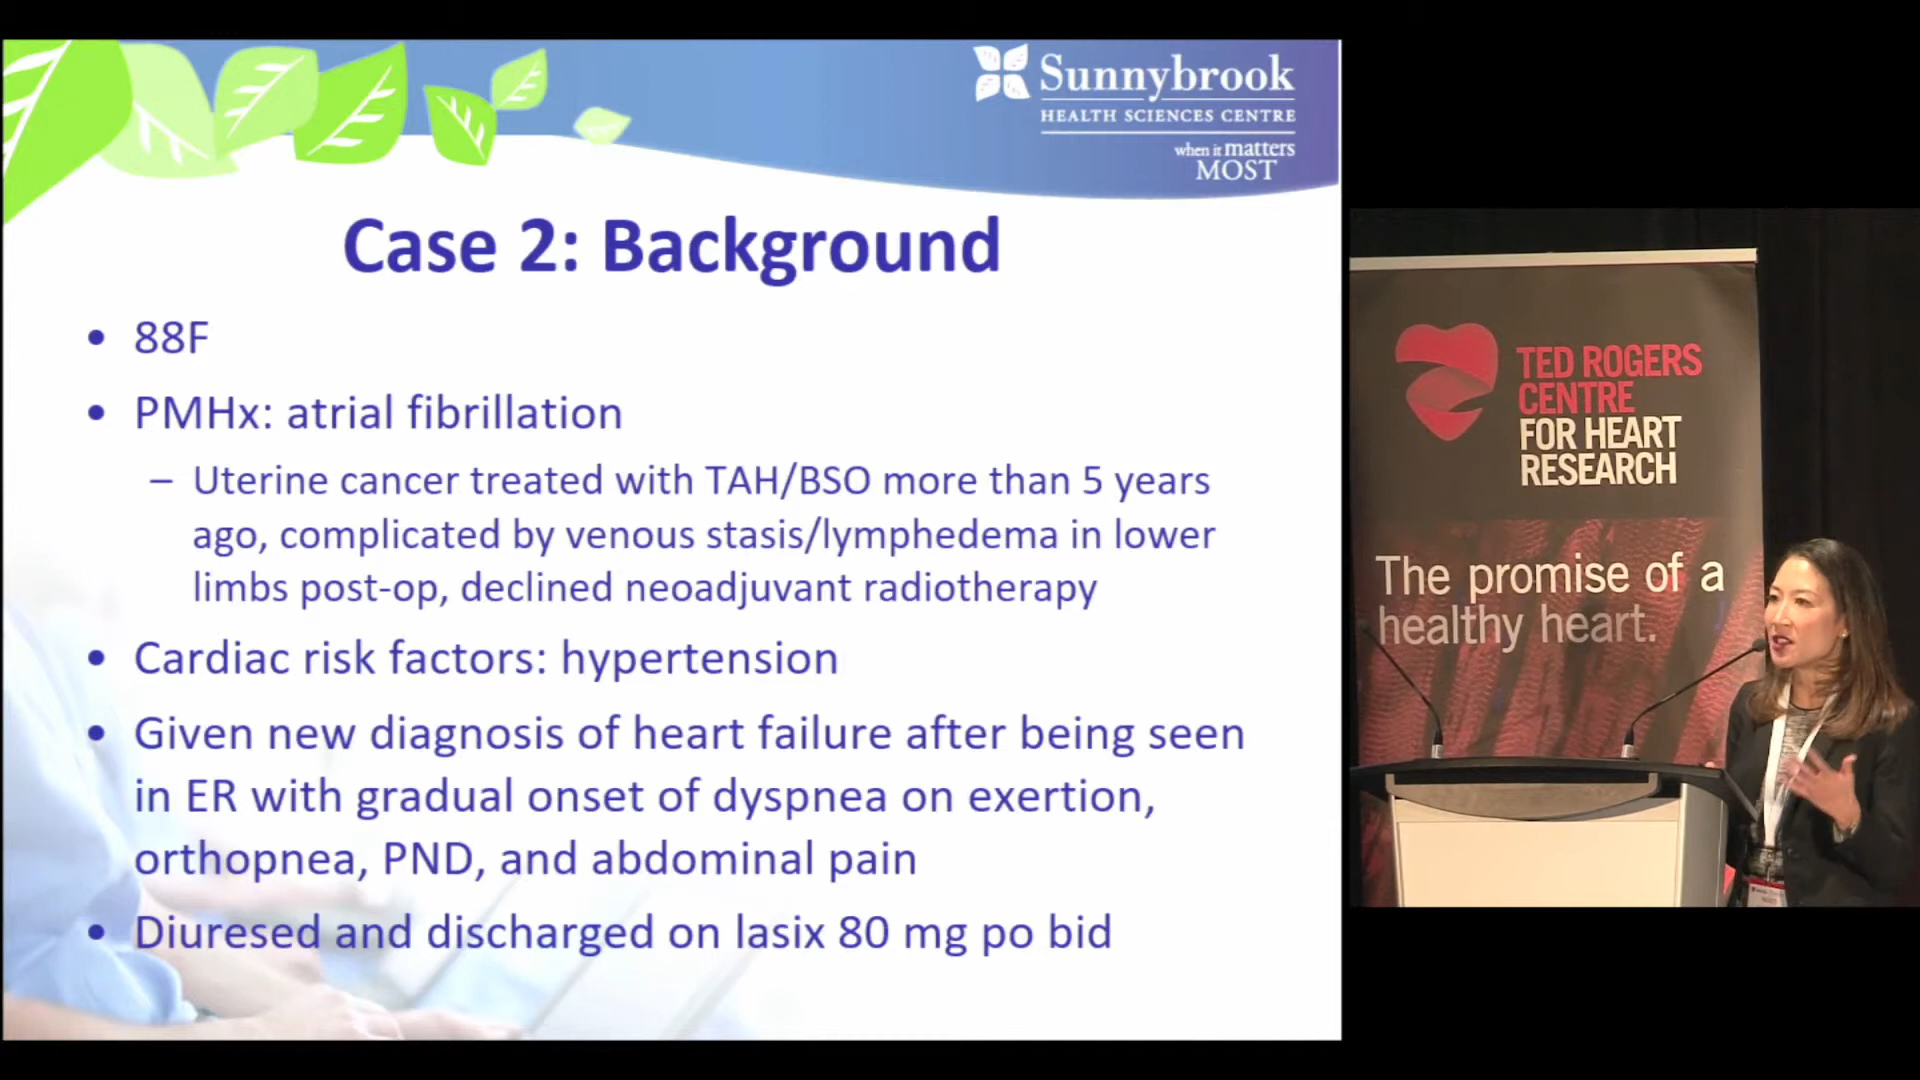 Sunnybrook
HEALTH SCIENCES CENTRE
when it matters
MOST
Case 2: Background
• 88F
• PMHx: atrial fibrillation
– Uterine cancer treated with TAH/BSO more than 5 years
ago, complicated by venous stasis/lymphedema in lower
limbs post-op, declined neoadjuvant radiotherapy
• Cardiac risk factors: hypertension
• Given new diagnosis of heart failure after being seen
in ER with gradual onset of dyspnea on exertion,
orthopnea, PND, and abdominal pain
• Diuresed and discharged on lasix 80 mg po bid
TED ROGERS
CENTRE
FOR HEART
RESEARCH
The promise of a
healthy heart.